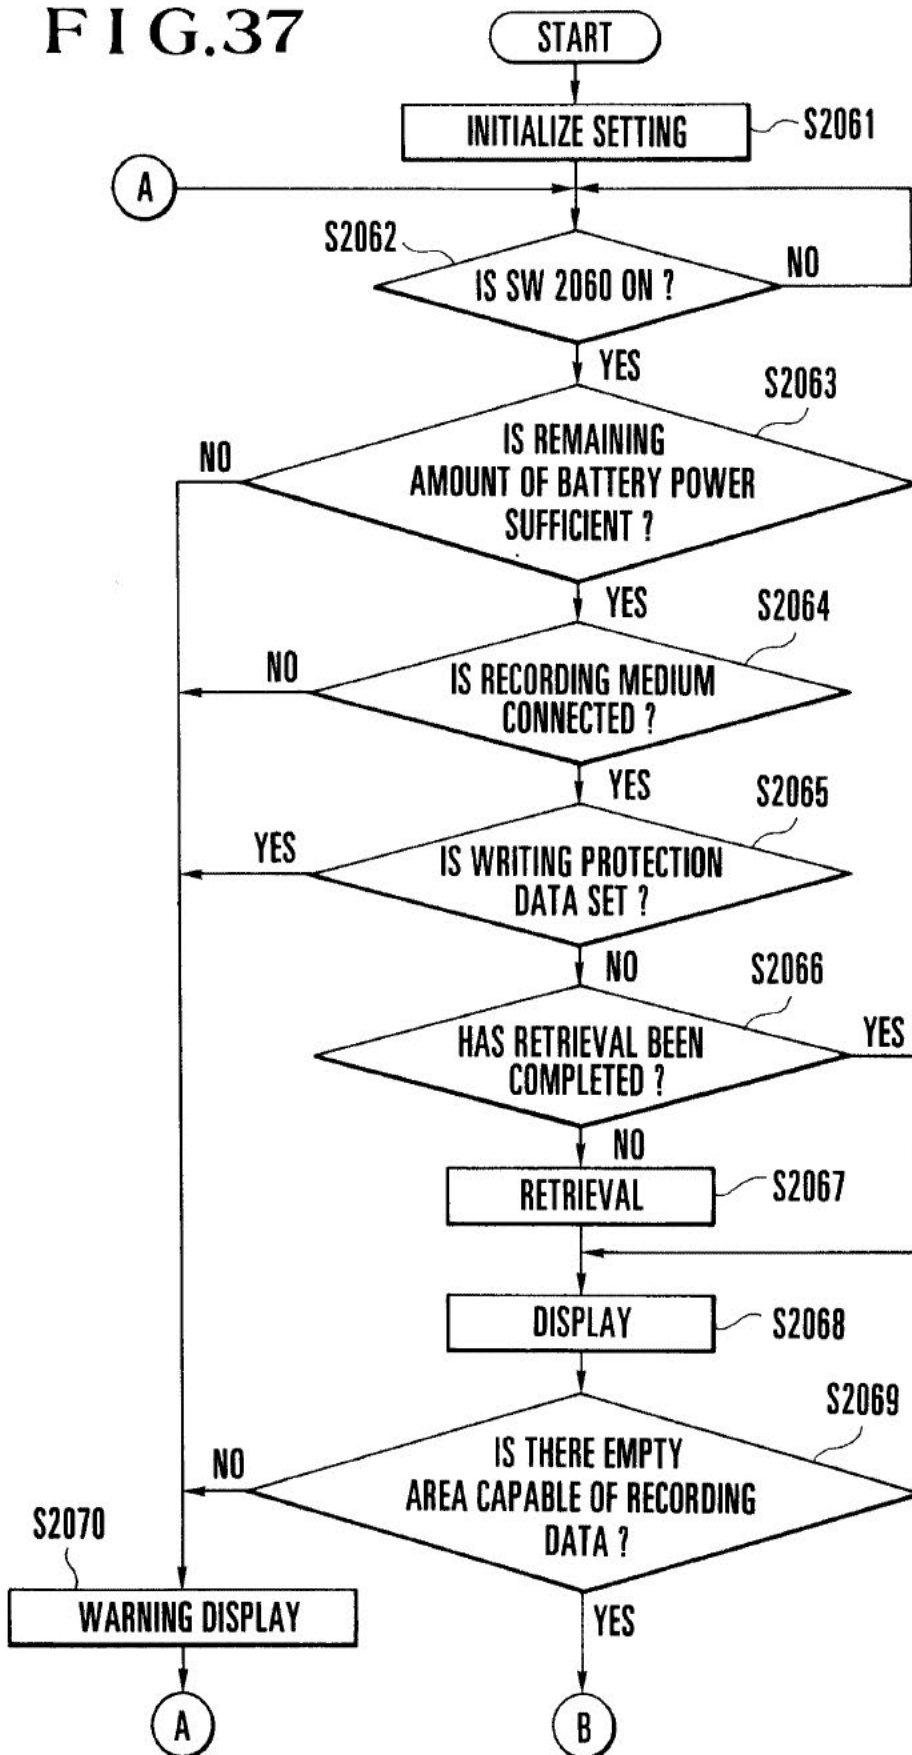 FIG.37
START
INITIALIZE SETTING
S2061
A
S2062
IS SW 2060 ON ?
NO
YES
S2063
IS REMAINING
AMOUNT OF BATTERY POWER
SUFFICIENT ?
NO
YES
S2064
IS RECORDING MEDIUM
CONNECTED ?
NO
YES
S2065
IS WRITING PROTECTION
DATA SET ?
YES
NO
S2066
HAS RETRIEVAL BEEN
COMPLETED ?
YES
NO
RETRIEVAL
S2067
DISPLAY
S2068
S2069
IS THERE EMPTY
AREA CAPABLE OF RECORDING
DATA ?
NO
YES
S2070
WARNING DISPLAY
A
B